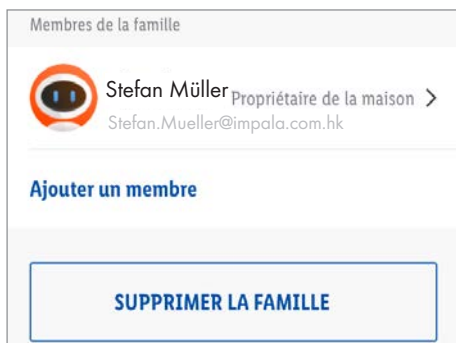 Membres de la famille
Stefan Müller Propriétaire de la maison >
Stefan.Mueller@impala.com.hk
Ajouter un membre
SUPPRIMER LA FAMILLE